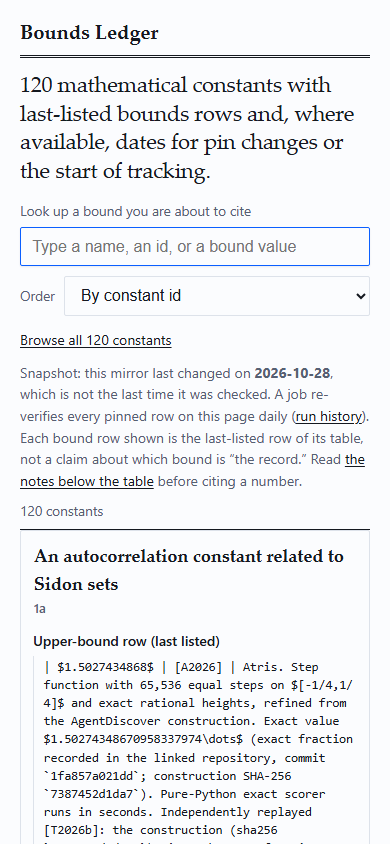 Bounds Ledger
120 mathematical constants with
last-listed bounds rows and, where
available, dates for pin changes or
the start of tracking.
Look up a bound you are about to cite
Type a name, an id, or a bound value
Order By constant id
Browse all 120 constants
Snapshot: this mirror last changed on 2026-10-28,
which is not the last time it was checked. A job re-
verifies every pinned row on this page daily (run history).
Each bound row shown is the last-listed row of its table,
not a claim about which bound is “the record.” Read the
notes below the table before citing a number.
120 constants
An autocorrelation constant related to
Sidon sets
1a
Upper-bound row (last listed)
| $1.5027434868$ | [A2026] | Atris. Step
function with 65,536 equal steps on $[-1/4,1/
4]$ and exact rational heights, refined from
the AgentDiscover construction. Exact value
$1.50274348670958337974\dots$ (exact fraction
recorded in the linked repository, commit
`1fa857a021dd`; construction SHA-256
`7387452d1da7`). Pure-Python exact scorer
runs in seconds. Independently replayed
[T2026b]: the construction (sha256